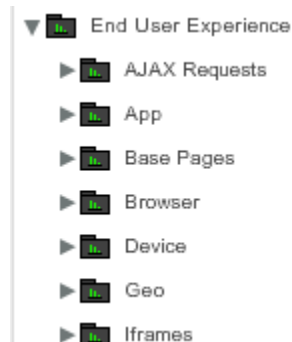 End User Experience
AJAX Requests
App
Base Pages
Browser
Device
Geo
Iframes